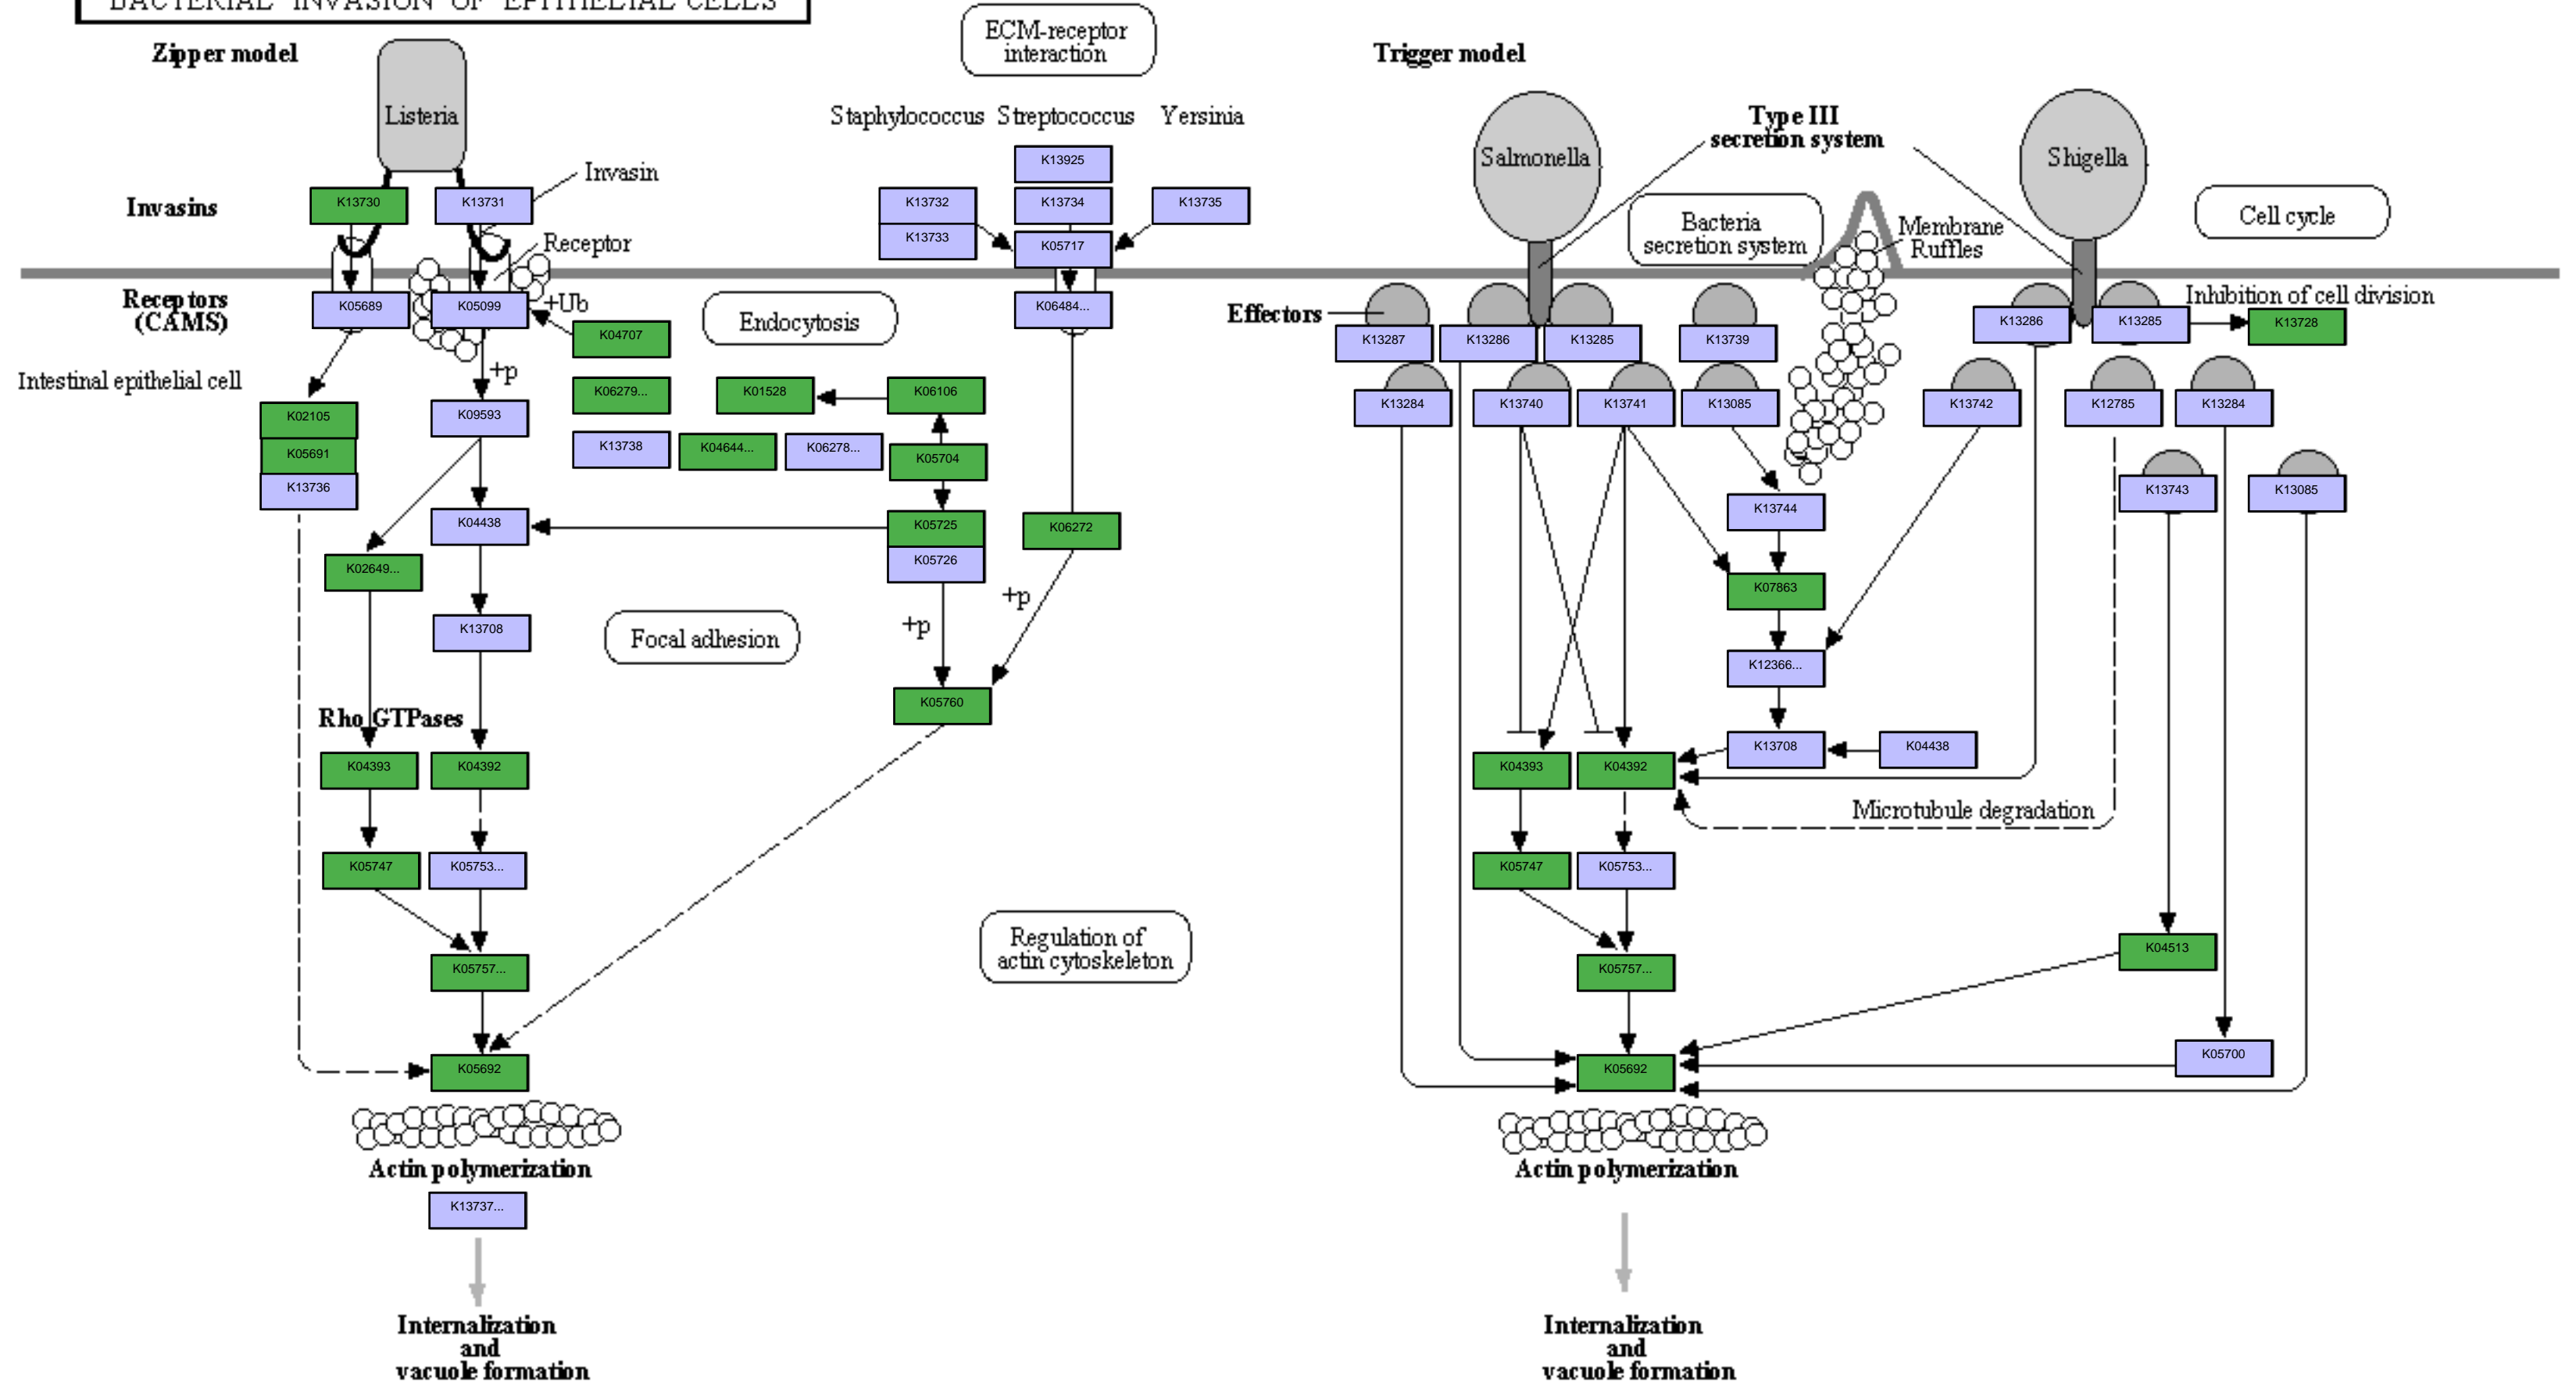 BACTERIAL INVASION OF EPITHELIAL CELLS
Zipper model
ECM-receptor
interaction
Trigger model
Listeria
Staphylococcus
Streptococcus
Yersinia
Salmonella
Type III
secretion system
Shigella
Invasins
K13730
K13731
Invasin
Receptor
K13925
K13732
K13733
K13734
K13735
K05717
Bacteria
secretion system
Membrane
Ruffles
Cell cycle
Receptors
(CAMS)
K05689
K05099
+Ub
K04707
Endocytosis
K06484...
Effectors
K13287
K13286
K13285
K13739
K13286
K13285
Inhibition of cell division
K13728
Intestinal epithelial cell
+p
K02105
K05691
K13736
K09593
K06279...
K01528
K06106
K13738
K04644...
K06278...
K05704
K13284
K13740
K13741
K13085
K13742
K12785
K13284
K13743
K13085
K04438
K05725
K05726
K06272
K13744
K02649...
K07863
K13708
Focal adhesion
+p
+p
K12366...
K05760
Rho GTPases
K04393
K04392
K04393
K04392
K13708
K04438
Microtubule degradation
K05747
K05753...
K05747
K05753...
Regulation of
actin cytoskeleton
K04513
K05757...
K05757...
K05692
K05692
K05700
Actin polymerization
Actin polymerization
K13737...
Internalization
and
vacuole formation
Internalization
and
vacuole formation